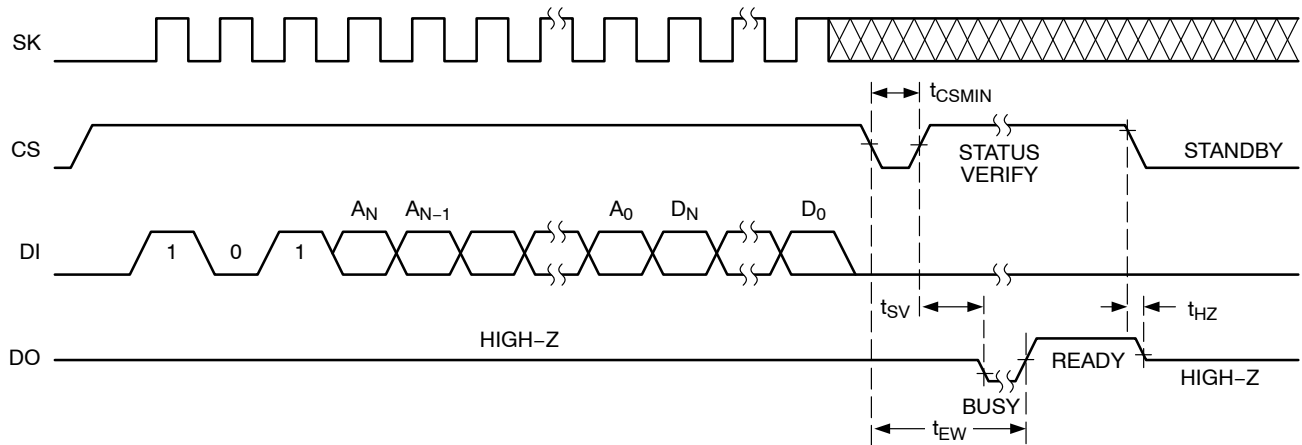 SK
t_CSMIN
CS
STATUS
VERIFY
STANDBY
A_N
A_N−1
A_0
D_N
D_0
DI
1
0
1
t_SV
t_HZ
DO
HIGH−Z
READY
HIGH−Z
BUSY
t_EW